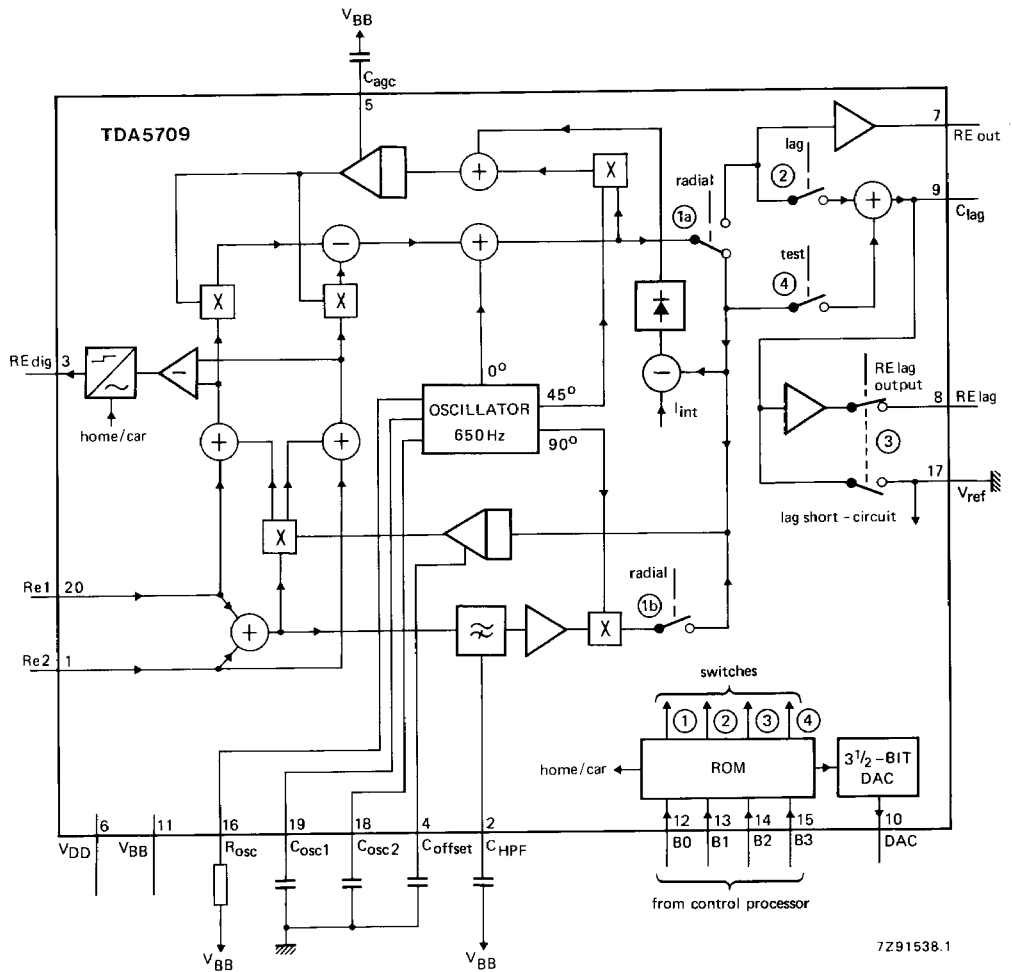 VBB
Cagc
5
TDA5709
7
RE out
lag
2
radial
1a
9
Clag
+
X
−
+
+
test
4
X
X
REdig 3
−
home/car
0°
OSCILLATOR
650 Hz
45°
90°
−
Iint
RE lag
output
8
RE lag
3
17
Vref
lag short-circuit
+
+
X
Re1 20
Re2 1
+
radial
1b
X
switches
1
2
3
4
home/car
ROM
3 1/2-BIT
DAC
6
11
16
19
18
4
2
12
13
14
15
10
VDD
VBB
Rosc
Cosc1
Cosc2
Coffset
CHPF
B0
B1
B2
B3
DAC
from control processor
VBB
VBB
7Z91538.1